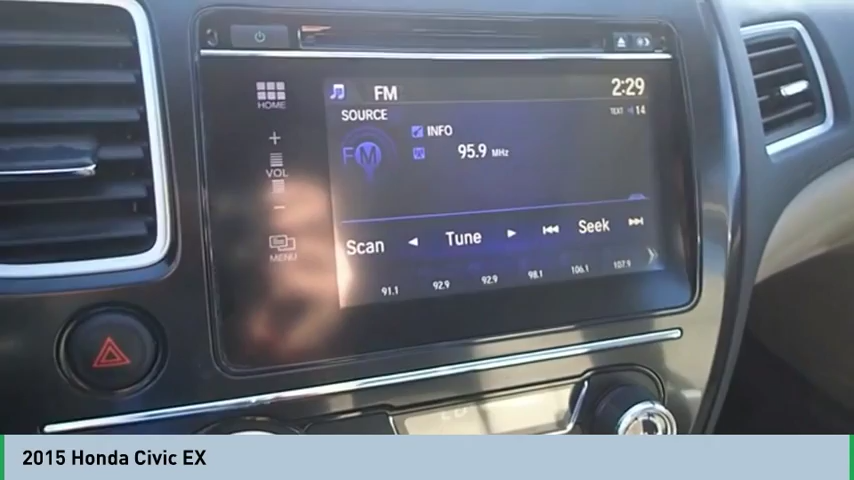 FM
2:29
HOME
SOURCE
TEXT 14
INFO
FM
95.9 MHz
+
VOL
-
MENU
Scan
Tune
Seek
91.1 92.9 92.9 98.1 106.1 107.9
2015 Honda Civic EX